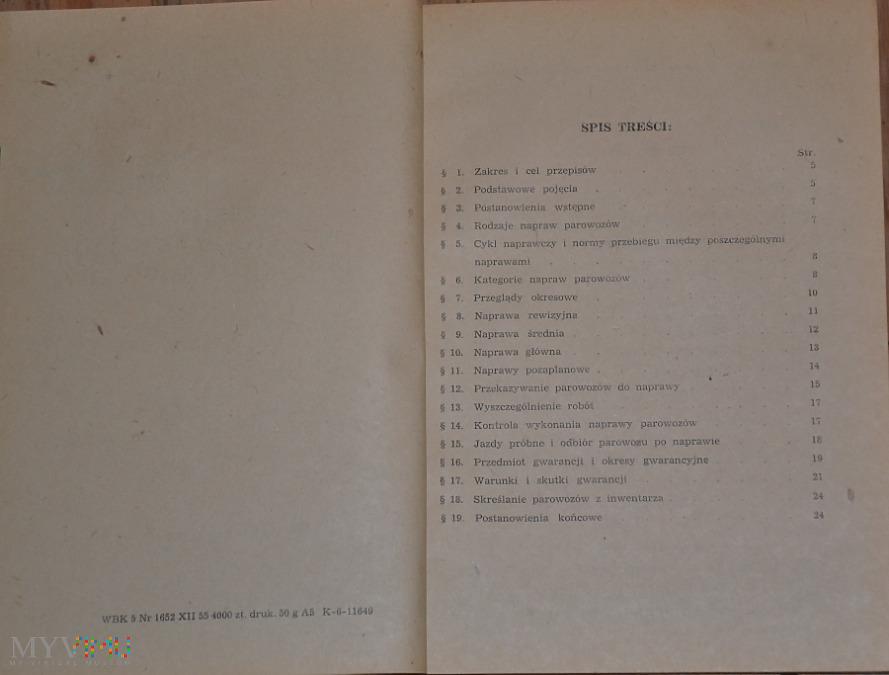 WBK 5 Nr 1652 XII 55 4000 zt. druk. 50 g A5 K-6-11649
MYVIMU
MY VIRTUAL MUSEUM
SPIS TREŚCI:
Str.
§ 1. Zakres i cel przepisów 5
§ 2. Podstawowe pojęcia 5
§ 3. Postanowienia wstępne 7
§ 4. Rodzaje napraw parowozów 7
§ 5. Cykl naprawczy i normy przebiegu między poszczególnymi
naprawami 8
§ 6. Kategorie napraw parowozów 8
§ 7. Przeglądy okresowe 10
§ 8. Naprawa rewizyjna 11
§ 9. Naprawa średnia 12
§ 10. Naprawa główna 13
§ 11. Naprawy pozaplanowe 14
§ 12. Przekazywanie parowozów do naprawy 15
§ 13. Wyszczególnienie robót 17
§ 14. Kontrola wykonania naprawy parowozów 17
§ 15. Jazdy próbne i odbiór parowozu po naprawie 18
§ 16. Przedmiot gwarancji i okresy gwarancyjne 19
§ 17. Warunki i skutki gwarancji 21
§ 18. Skreślanie parowozów z inwentarza 24
§ 19. Postanowienia końcowe 24